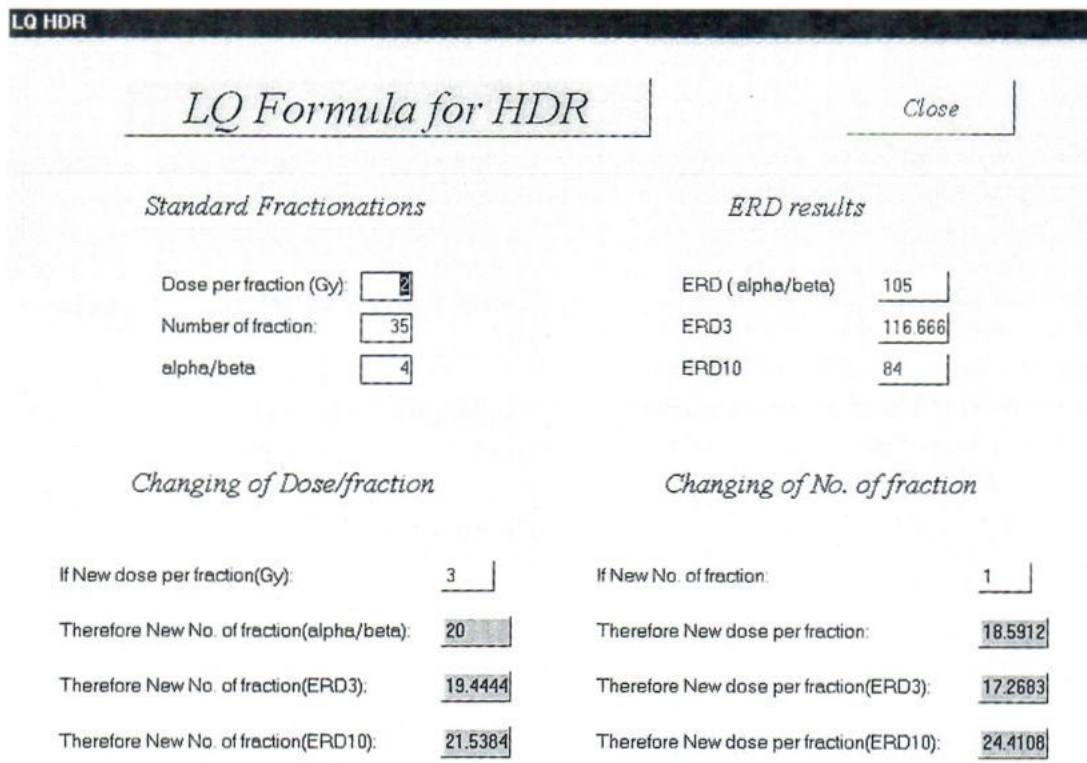 LQ HDR
LQ Formula for HDR
Close
Standard Fractionations
ERD results
Dose per fraction (Gy): 2
Number of fraction: 35
alpha/beta 4
ERD ( alpha/beta) 105
ERD3 116.666
ERD10 84
Changing of Dose/fraction
Changing of No. of fraction
If New dose per fraction(Gy): 3
Therefore New No. of fraction(alpha/beta): 20
Therefore New No. of fraction(ERD3): 19.4444
Therefore New No. of fraction(ERD10): 21.5384
If New No. of fraction: 1
Therefore New dose per fraction: 18.5912
Therefore New dose per fraction(ERD3): 17.2683
Therefore New dose per fraction(ERD10): 24.4108